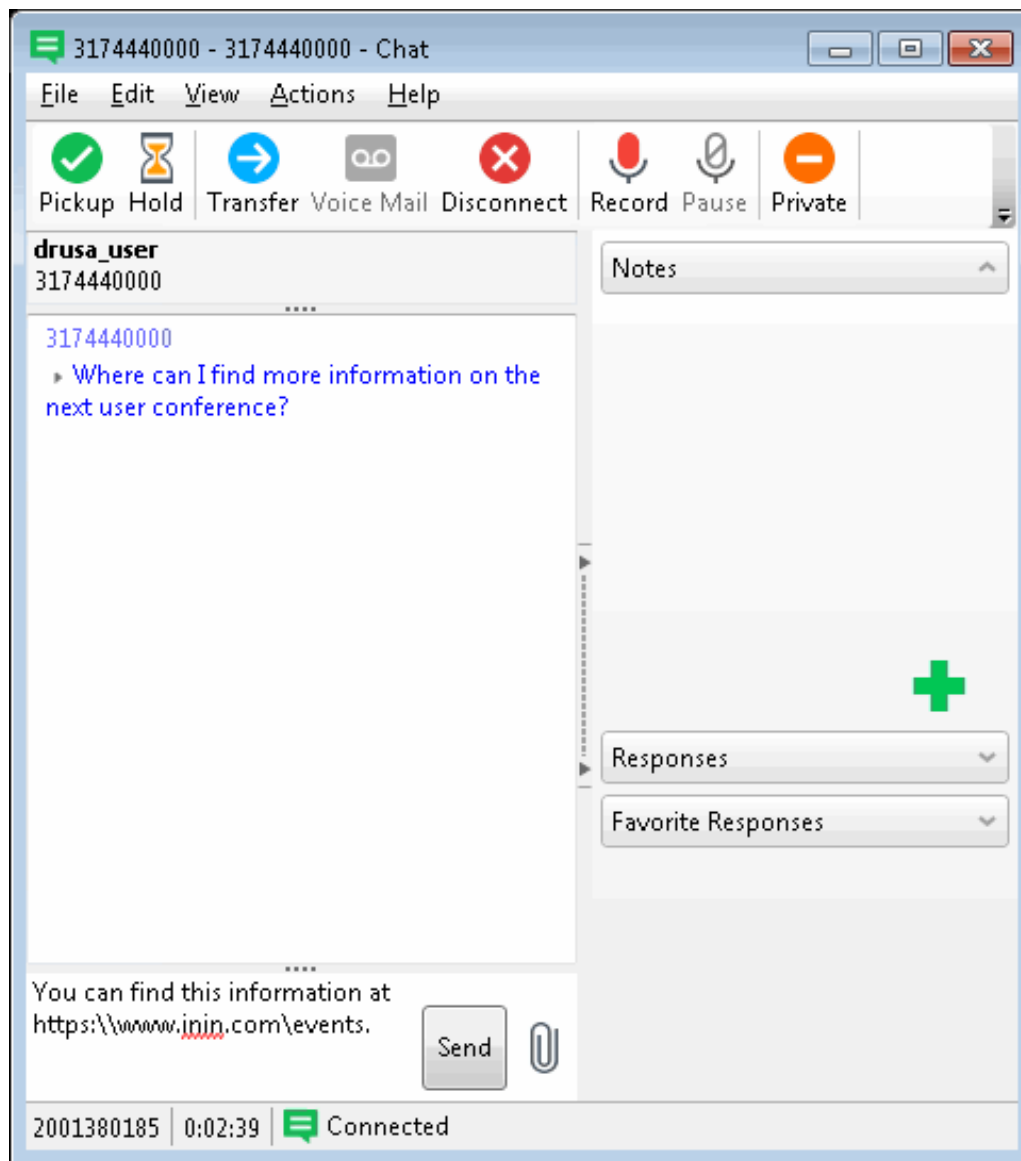 3174440000 - 3174440000 - Chat
File Edit View Actions Help
Pickup Hold Transfer Voice Mail Disconnect Record Pause Private
drusa_user
3174440000
Notes
3174440000
Where can I find more information on the
next user conference?
Responses
Favorite Responses
You can find this information at
https:\\www.inin.com\events.
Send
2001380185 0:02:39 Connected